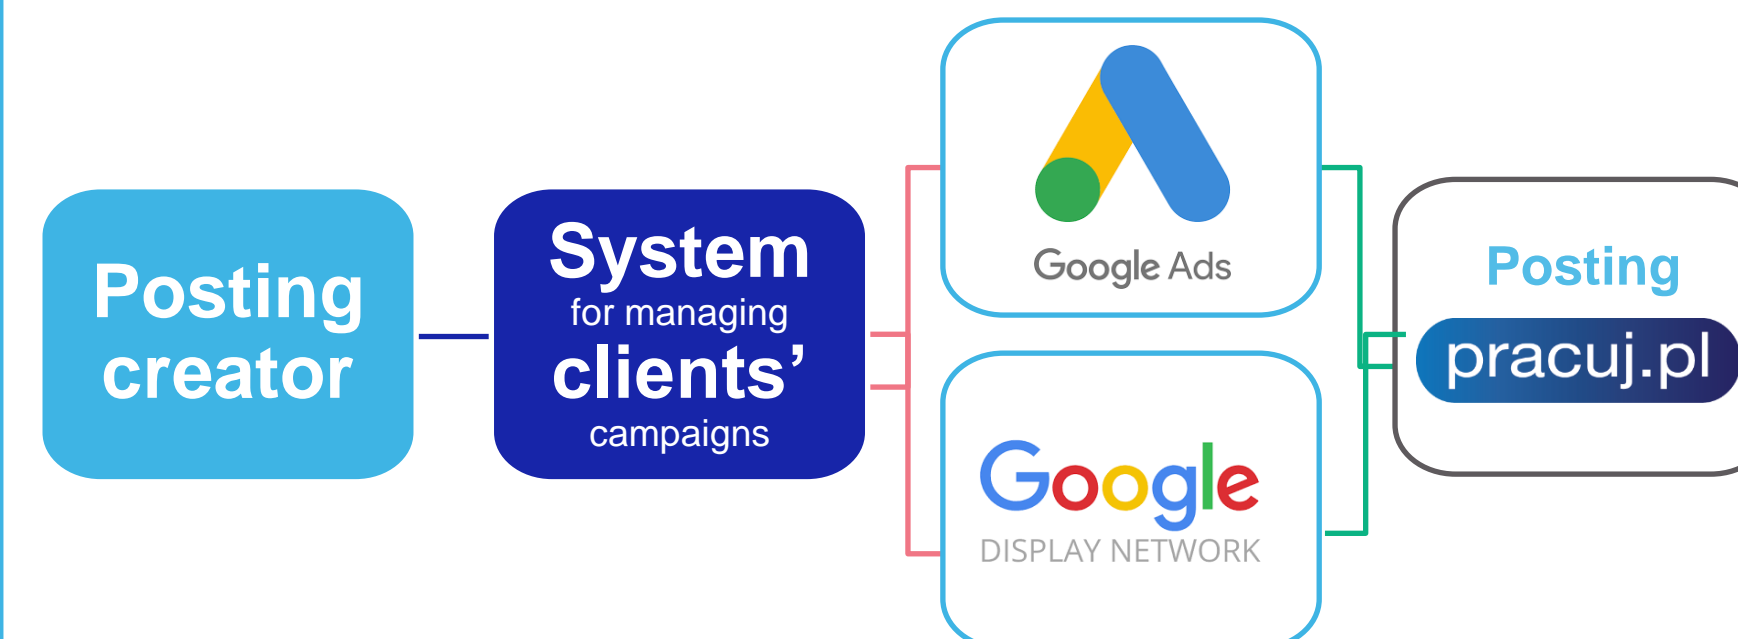 Posting
creator
System
for managing
clients’
campaigns
Google Ads
Google
DISPLAY NETWORK
Posting
pracuj.pl